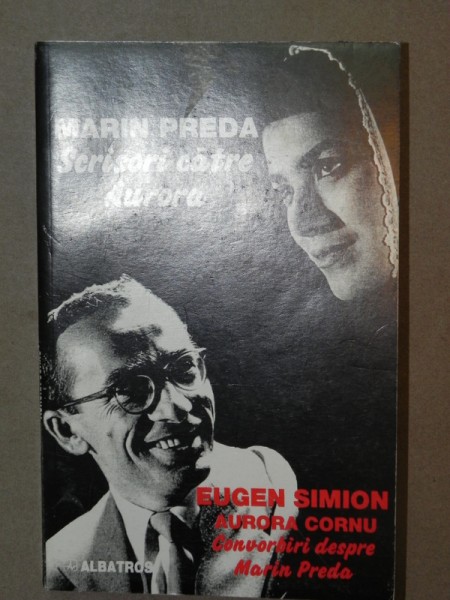 MARIN PREDA
Scrisori către
Aurora
EUGEN SIMION
AURORA CORNU
Convorbiri despre
Marin Preda
ALBATROS